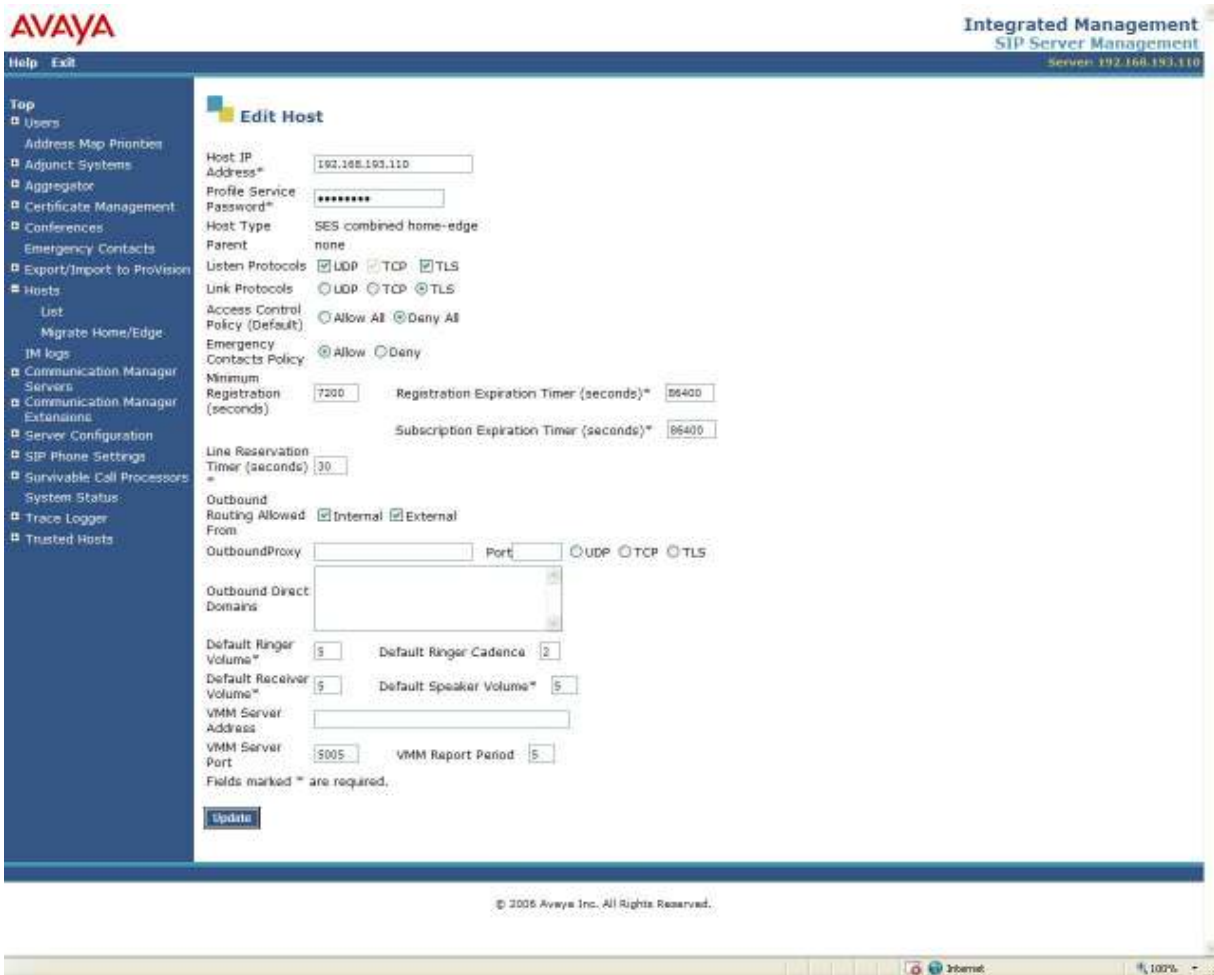 AVAYA
Integrated Management
SIP Server Management
Help Exit
Server: 192.168.193.110
Top
Users
Address Map Priorities
Adjunct Systems
Aggregator
Certificate Management
Conferences
Emergency Contacts
Export/Import to ProVision
Hosts
List
Migrate Home/Edge
IM logs
Communication Manager
Servers
Communication Manager
Extensions
Server Configuration
SIP Phone Settings
Survivable Call Processors
System Status
Trace Logger
Trusted Hosts
Edit Host
Host IP
Address* 192.168.193.110
Profile Service
Password* ••••••••
Host Type SES combined home-edge
Parent none
Listen Protocols UDP TCP TLS
Link Protocols UDP TCP TLS
Access Control
Policy (Default) Allow All Deny All
Emergency
Contacts Policy Allow Deny
Minimum
Registration 7200 Registration Expiration Timer (seconds)* 86400
(seconds)
Subscription Expiration Timer (seconds)* 86400
Line Reservation
Timer (seconds) 30
*
Outbound
Routing Allowed Internal External
From
OutboundProxy Port UDP TCP TLS
Outbound Direct
Domains
Default Ringer
Volume* 5 Default Ringer Cadence 2
Default Receiver
Volume* 5 Default Speaker Volume* 5
VMM Server
Address
VMM Server
Port 5005 VMM Report Period 5
Fields marked * are required.
Update
© 2006 Avaya Inc. All Rights Reserved.
Internet 100%